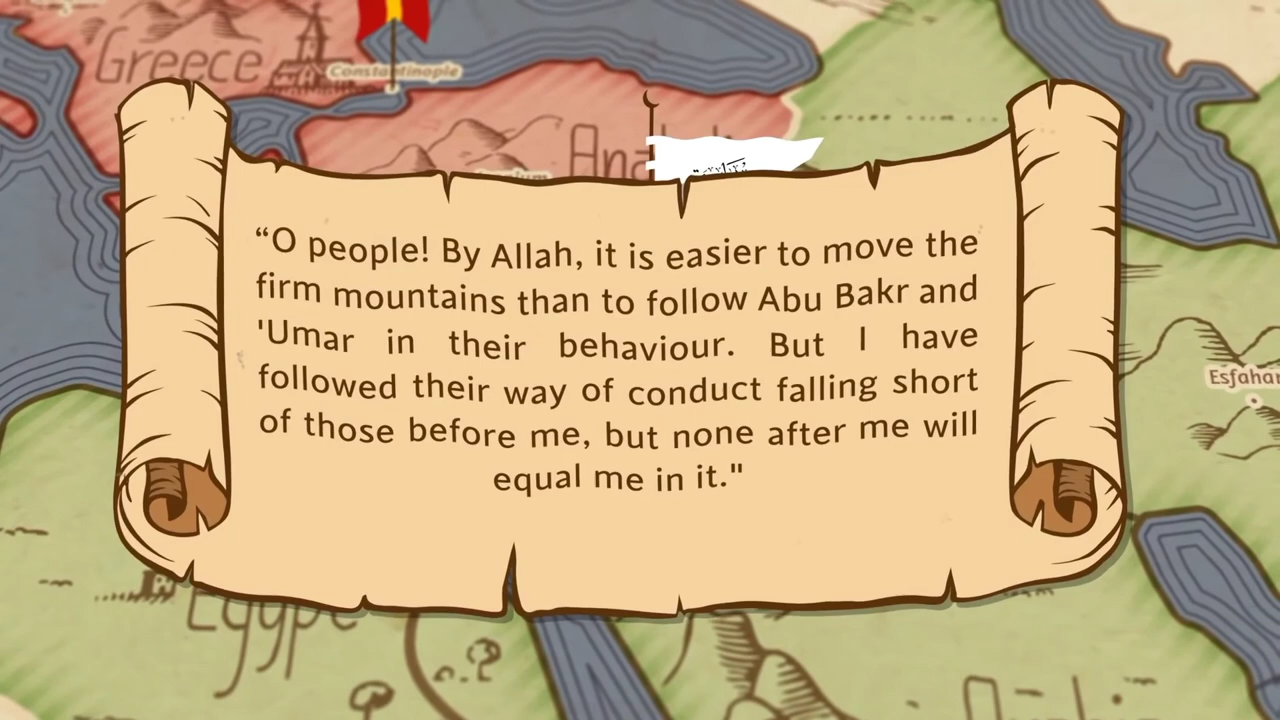 Greece
Constantinople
“O people! By Allah, it is easier to move the
firm mountains than to follow Abu Bakr and
'Umar in their behaviour. But I have
followed their way of conduct falling short
of those before me, but none after me will
equal me in it."
Esfahan
Egypt